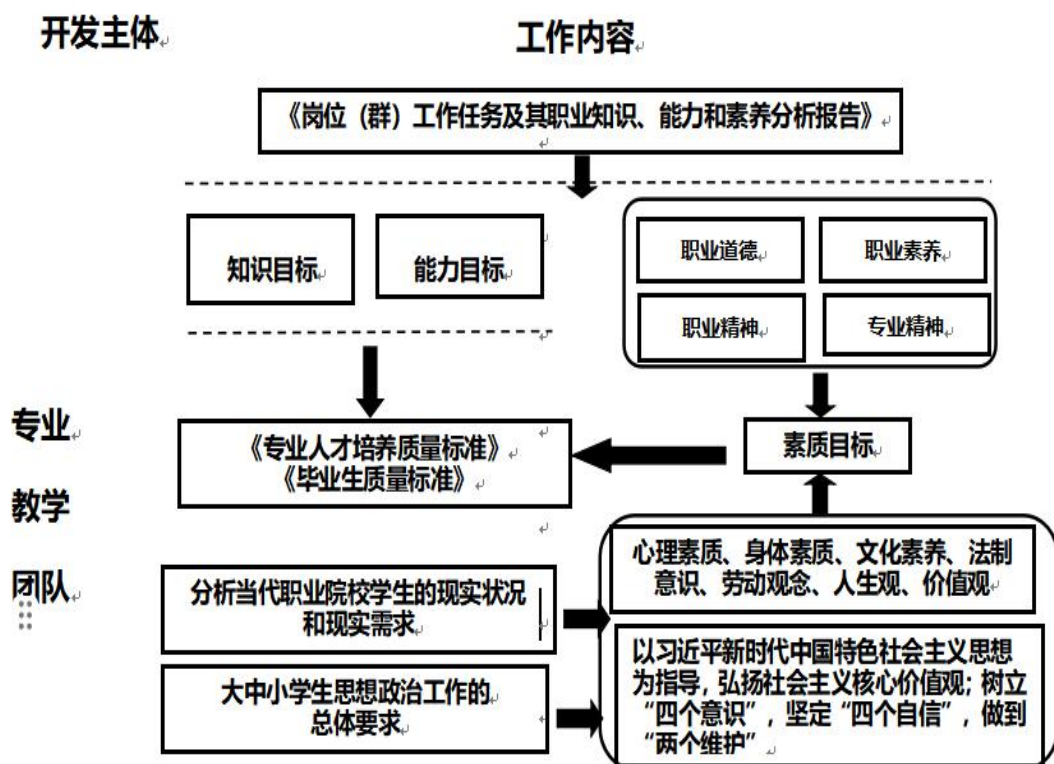 开发主体
工作内容
《岗位（群）工作任务及其职业知识、能力和素养分析报告》
知识目标
能力目标
职业道德
职业素养
职业精神
专业精神
专业
教学
团队
《专业人才培养质量标准》
《毕业生质量标准》
素质目标
分析当代职业院校学生的现实状况
和现实需求
心理素质、身体素质、文化素养、法制
意识、劳动观念、人生观、价值观
大中小学生思想政治工作的
总体要求
以习近平新时代中国特色社会主义思想
为指导，弘扬社会主义核心价值观；树立
“四个意识”，坚定“四个自信”，做到
“两个维护”